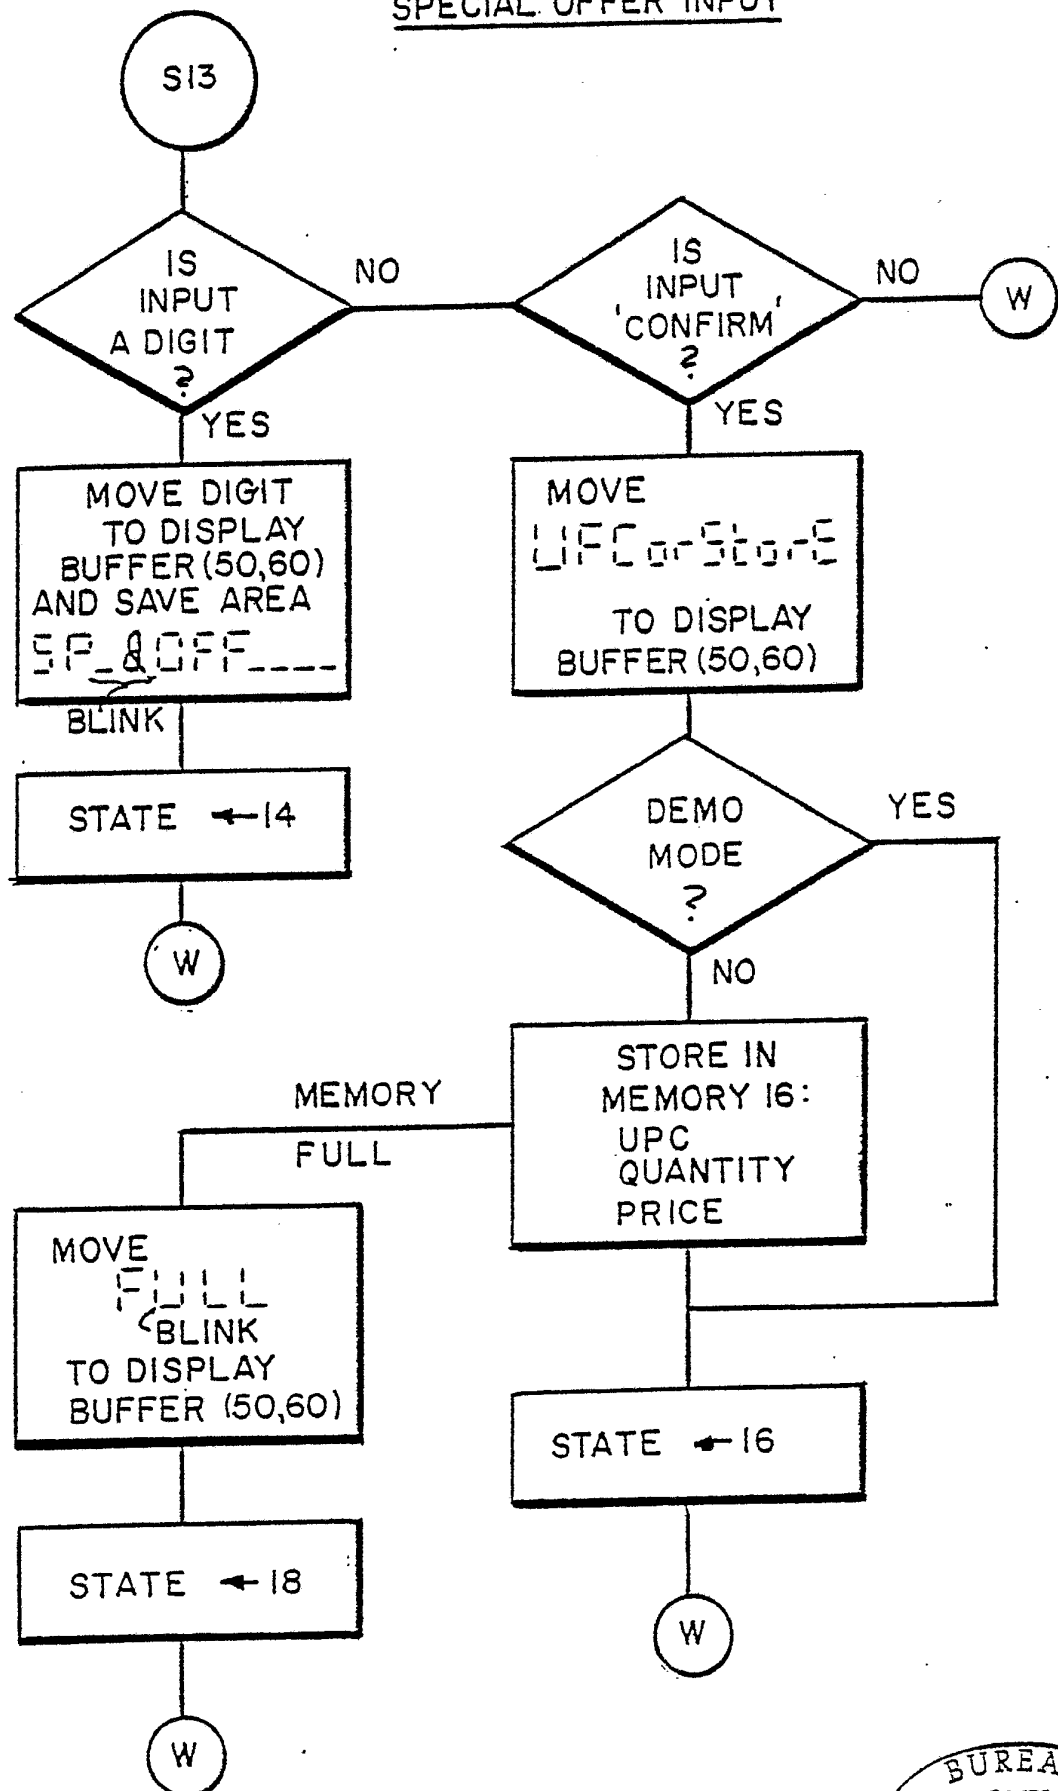 SPECIAL OFFER INPUT
S13
IS
INPUT
A DIGIT
?
NO
YES
IS
INPUT
'CONFIRM'
?
NO
W
YES
MOVE DIGIT
TO DISPLAY
BUFFER (50,60)
AND SAVE AREA
SP_dOFF____
BLINK
STATE ←14
W
MOVE
UPCorStorE
TO DISPLAY
BUFFER (50,60)
DEMO
MODE
?
YES
NO
STORE IN
MEMORY 16:
UPC
QUANTITY
PRICE
MEMORY
FULL
MOVE
FULL
BLINK
TO DISPLAY
BUFFER (50,60)
STATE ←18
W
STATE ←16
W
BUREA